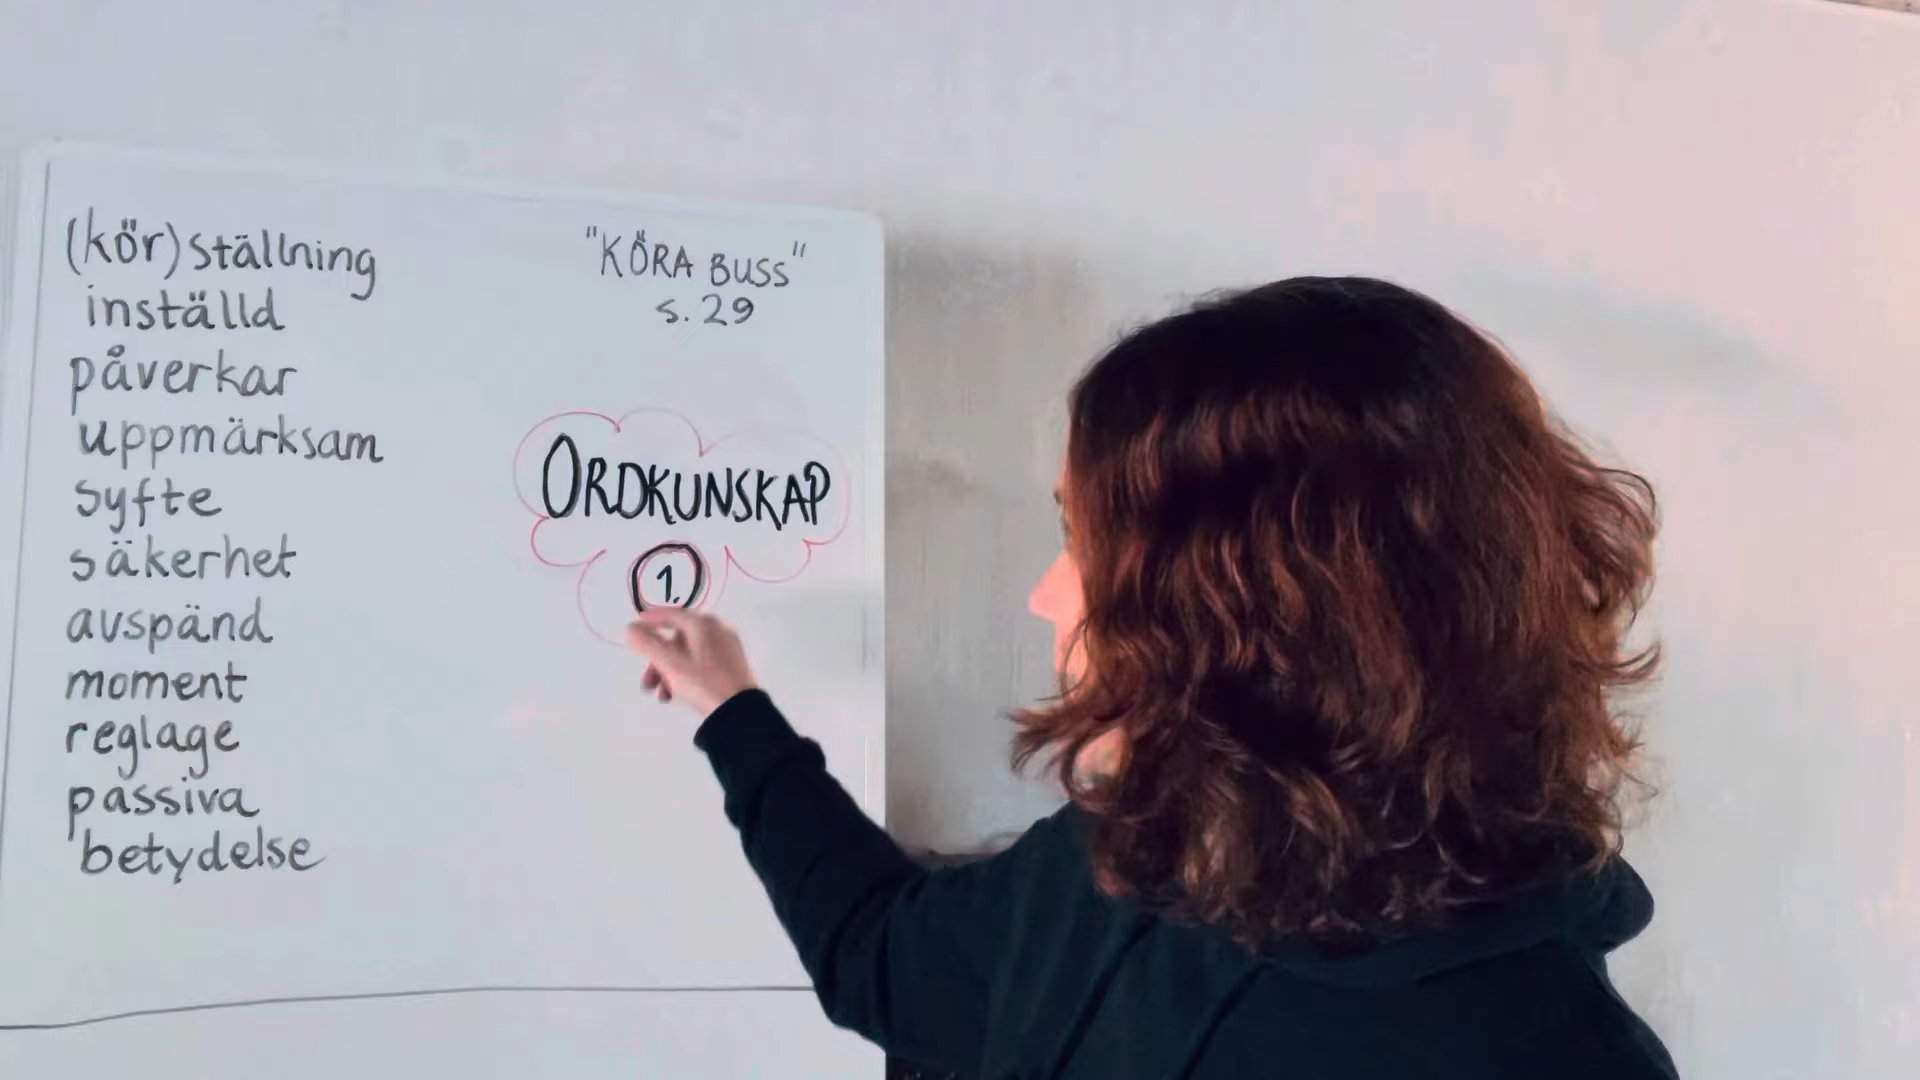 (kör)ställning
inställd
påverkar
uppmärksam
syfte
säkerhet
avspänd
moment
reglage
passiva
betydelse
"KÖRA BUSS"
s. 29
ORDKUNSKAP
1.